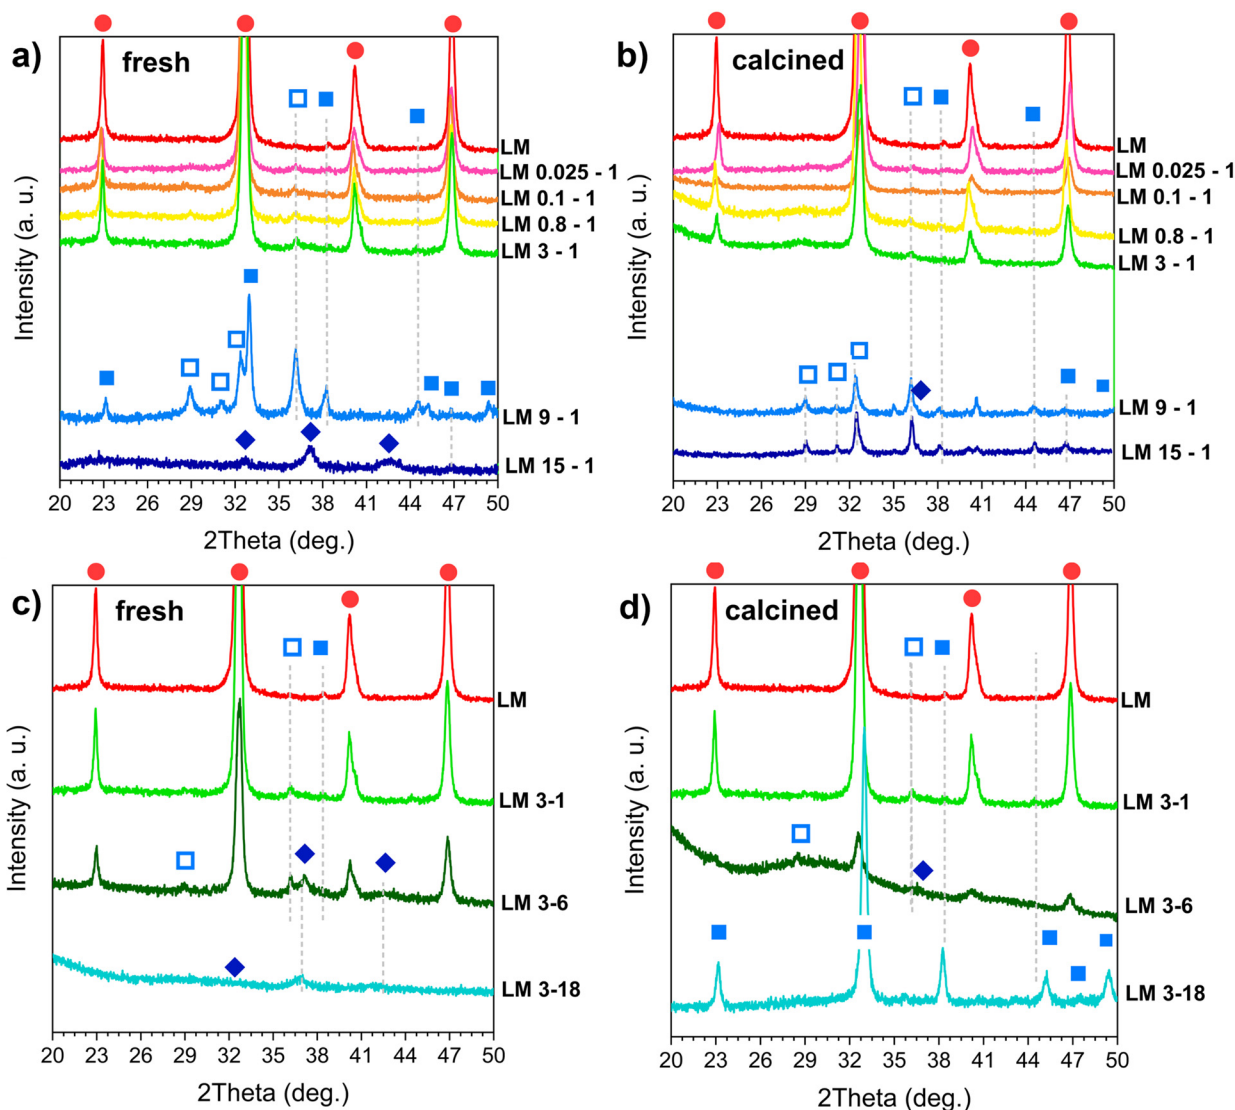 a)
fresh
Intensity (a. u.)
LM
LM 0.025 - 1
LM 0.1 - 1
LM 0.8 - 1
LM 3 - 1
LM 9 - 1
LM 15 - 1
20 23 26 29 32 35 38 41 44 47 50
2Theta (deg.)
b)
calcined
Intensity (a. u.)
LM
LM 0.025 - 1
LM 0.1 - 1
LM 0.8 - 1
LM 3 - 1
LM 9 - 1
LM 15 - 1
20 23 26 29 32 35 38 41 44 47 50
2Theta (deg.)
c)
fresh
Intensity (a. u.)
LM
LM 3-1
LM 3-6
LM 3-18
20 23 26 29 32 35 38 41 44 47 50
2Theta (deg.)
d)
calcined
Intensity (a. u.)
LM
LM 3-1
LM 3-6
LM 3-18
20 23 26 29 32 35 38 41 44 47 50
2Theta (deg.)